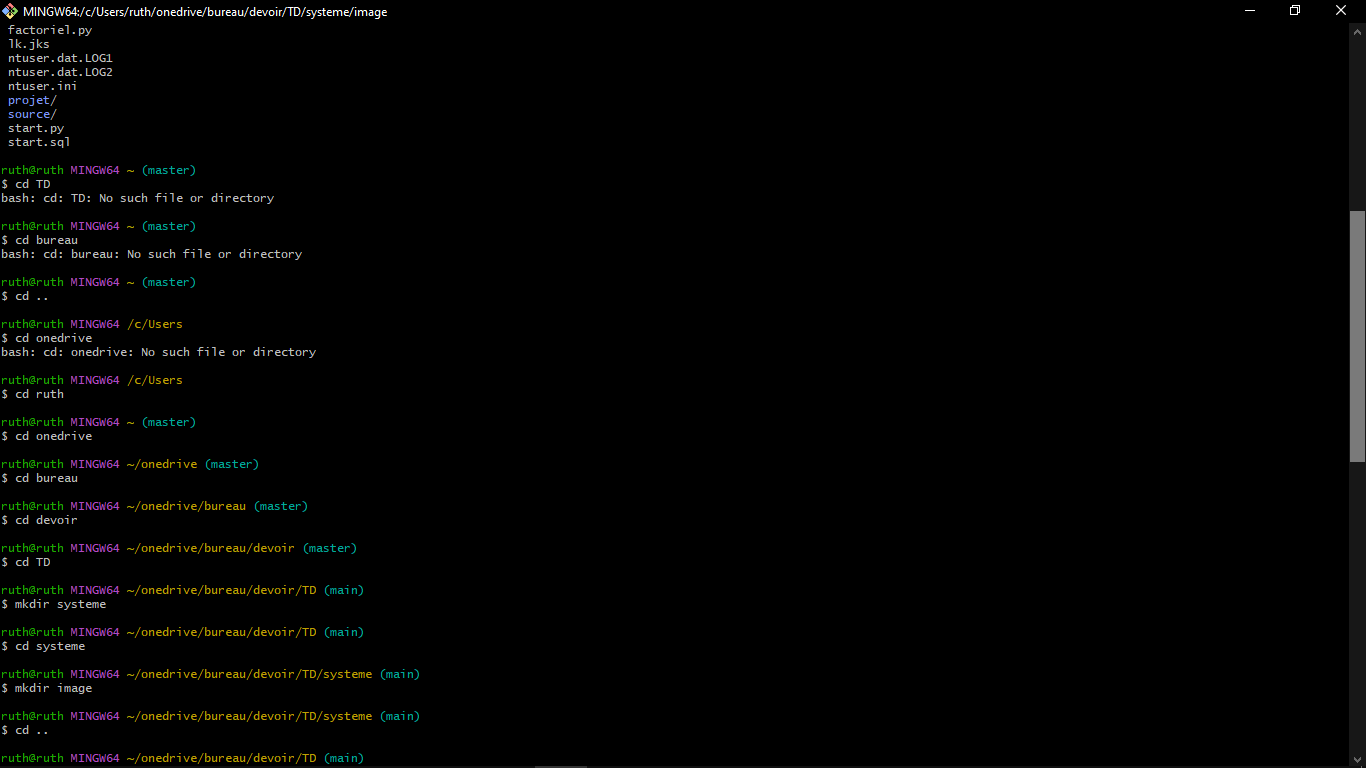 MINGW64:/c/Users/ruth/onedrive/bureau/devoir/TD/systeme/image
factoriel.py
lk.jks
ntuser.dat.LOG1
ntuser.dat.LOG2
ntuser.ini
projet/
source/
start.py
start.sql
ruth@ruth MINGW64 ~ (master)
$ cd TD
bash: cd: TD: No such file or directory
ruth@ruth MINGW64 ~ (master)
$ cd bureau
bash: cd: bureau: No such file or directory
ruth@ruth MINGW64 ~ (master)
$ cd ..
ruth@ruth MINGW64 /c/Users
$ cd onedrive
bash: cd: onedrive: No such file or directory
ruth@ruth MINGW64 /c/Users
$ cd ruth
ruth@ruth MINGW64 ~ (master)
$ cd onedrive
ruth@ruth MINGW64 ~/onedrive (master)
$ cd bureau
ruth@ruth MINGW64 ~/onedrive/bureau (master)
$ cd devoir
ruth@ruth MINGW64 ~/onedrive/bureau/devoir (master)
$ cd TD
ruth@ruth MINGW64 ~/onedrive/bureau/devoir/TD (main)
$ mkdir systeme
ruth@ruth MINGW64 ~/onedrive/bureau/devoir/TD (main)
$ cd systeme
ruth@ruth MINGW64 ~/onedrive/bureau/devoir/TD/systeme (main)
$ mkdir image
ruth@ruth MINGW64 ~/onedrive/bureau/devoir/TD/systeme (main)
$ cd ..
ruth@ruth MINGW64 ~/onedrive/bureau/devoir/TD (main)